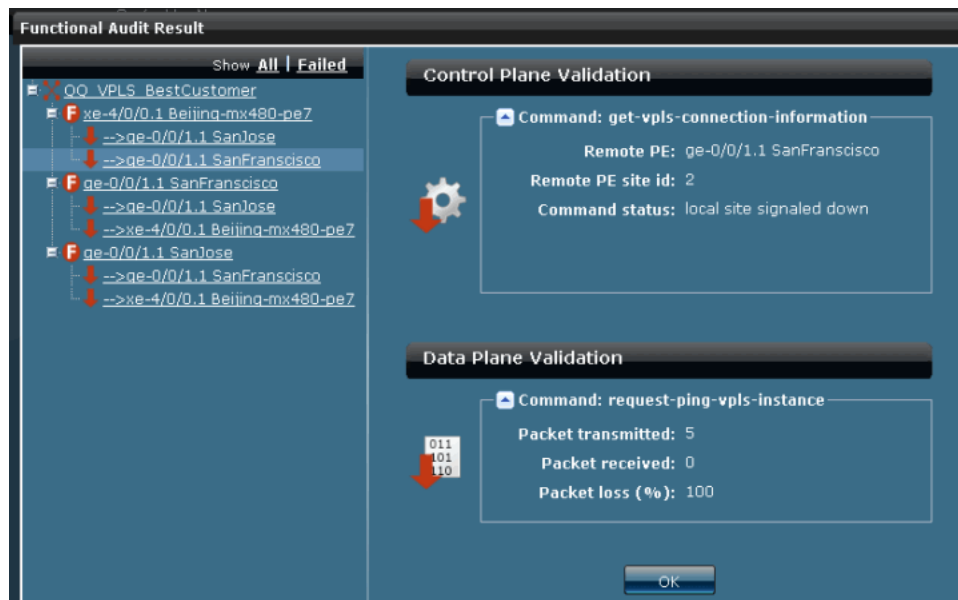 Functional Audit Result
Show All | Failed
OO_VPLS_BestCustomer
F xe-4/0/0.1 Beijing-mx480-pe7
-->ge-0/0/1.1 SanJose
-->ge-0/0/1.1 SanFranscisco
F ge-0/0/1.1 SanFranscisco
-->ge-0/0/1.1 SanJose
-->xe-4/0/0.1 Beijing-mx480-pe7
F ge-0/0/1.1 SanJose
-->ge-0/0/1.1 SanFranscisco
-->xe-4/0/0.1 Beijing-mx480-pe7
Control Plane Validation
Command: get-vpls-connection-information
Remote PE: ge-0/0/1.1 SanFranscisco
Remote PE site id: 2
Command status: local site signaled down
Data Plane Validation
Command: request-ping-vpls-instance
011
101
110
Packet transmitted: 5
Packet received: 0
Packet loss (%): 100
OK